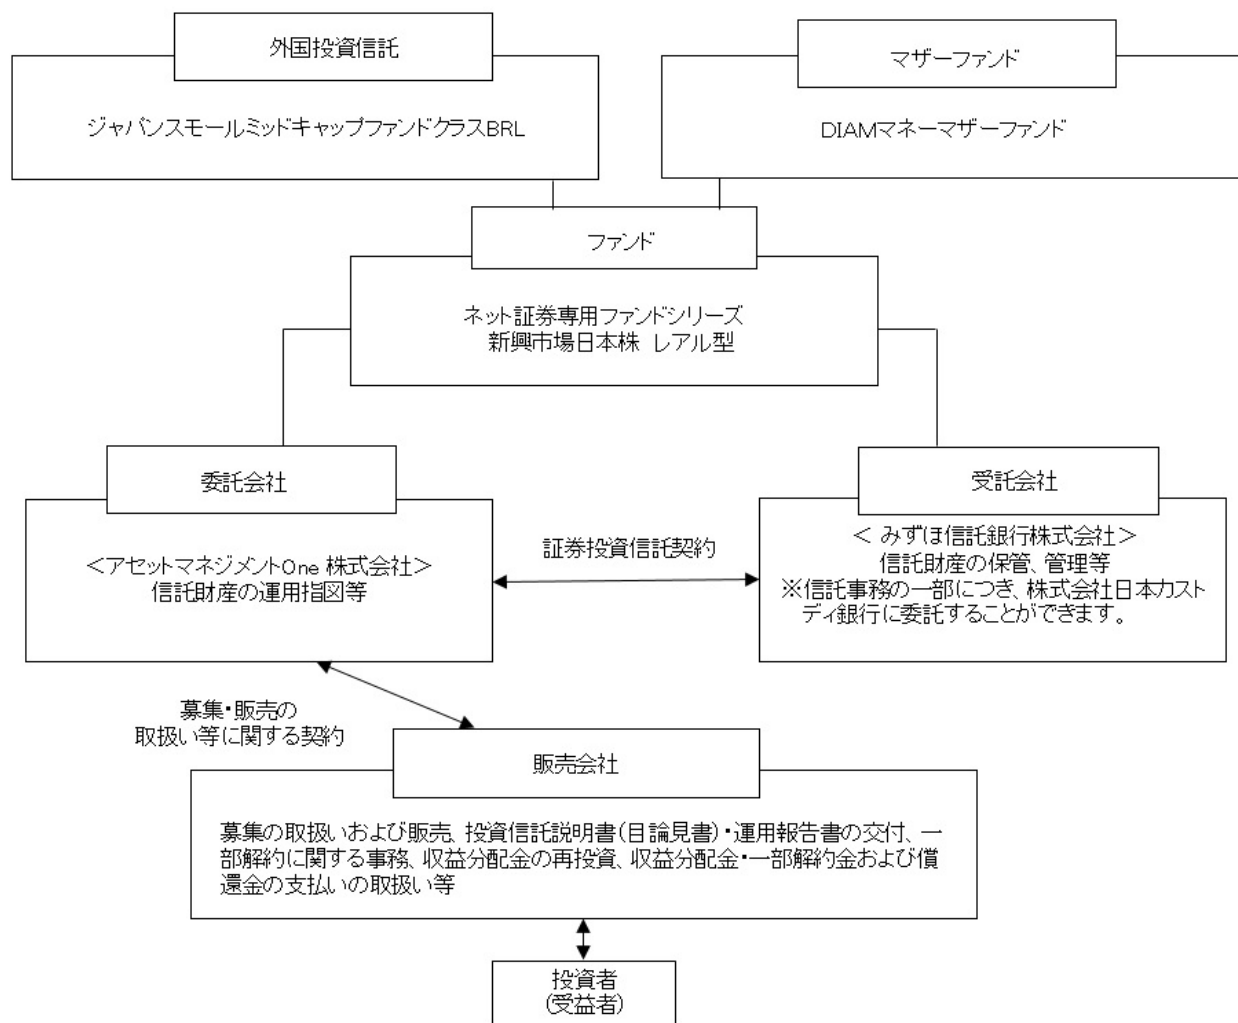 外国投資信託
マザーファンド
ジャパンスモールミッドキャップファンドクラスBRL
DIAMマネーマザーファンド
ファンド
ネット証券専用ファンドシリーズ
新興市場日本株 レアル型
委託会社
受託会社
<アセットマネジメントOne 株式会社>
信託財産の運用指図等
証券投資信託契約
< みずほ信託銀行株式会社>
信託財産の保管、管理等
※信託事務の一部につき、株式会社日本カスト
ディ銀行に委託することができます。
募集・販売の
取扱い等に関する契約
販売会社
募集の取扱いおよび販売、投資信託説明書(目論見書)・運用報告書の交付、一
部解約に関する事務、収益分配金の再投資、収益分配金・一部解約金および償
還金の支払いの取扱い等
投資者
(受益者)